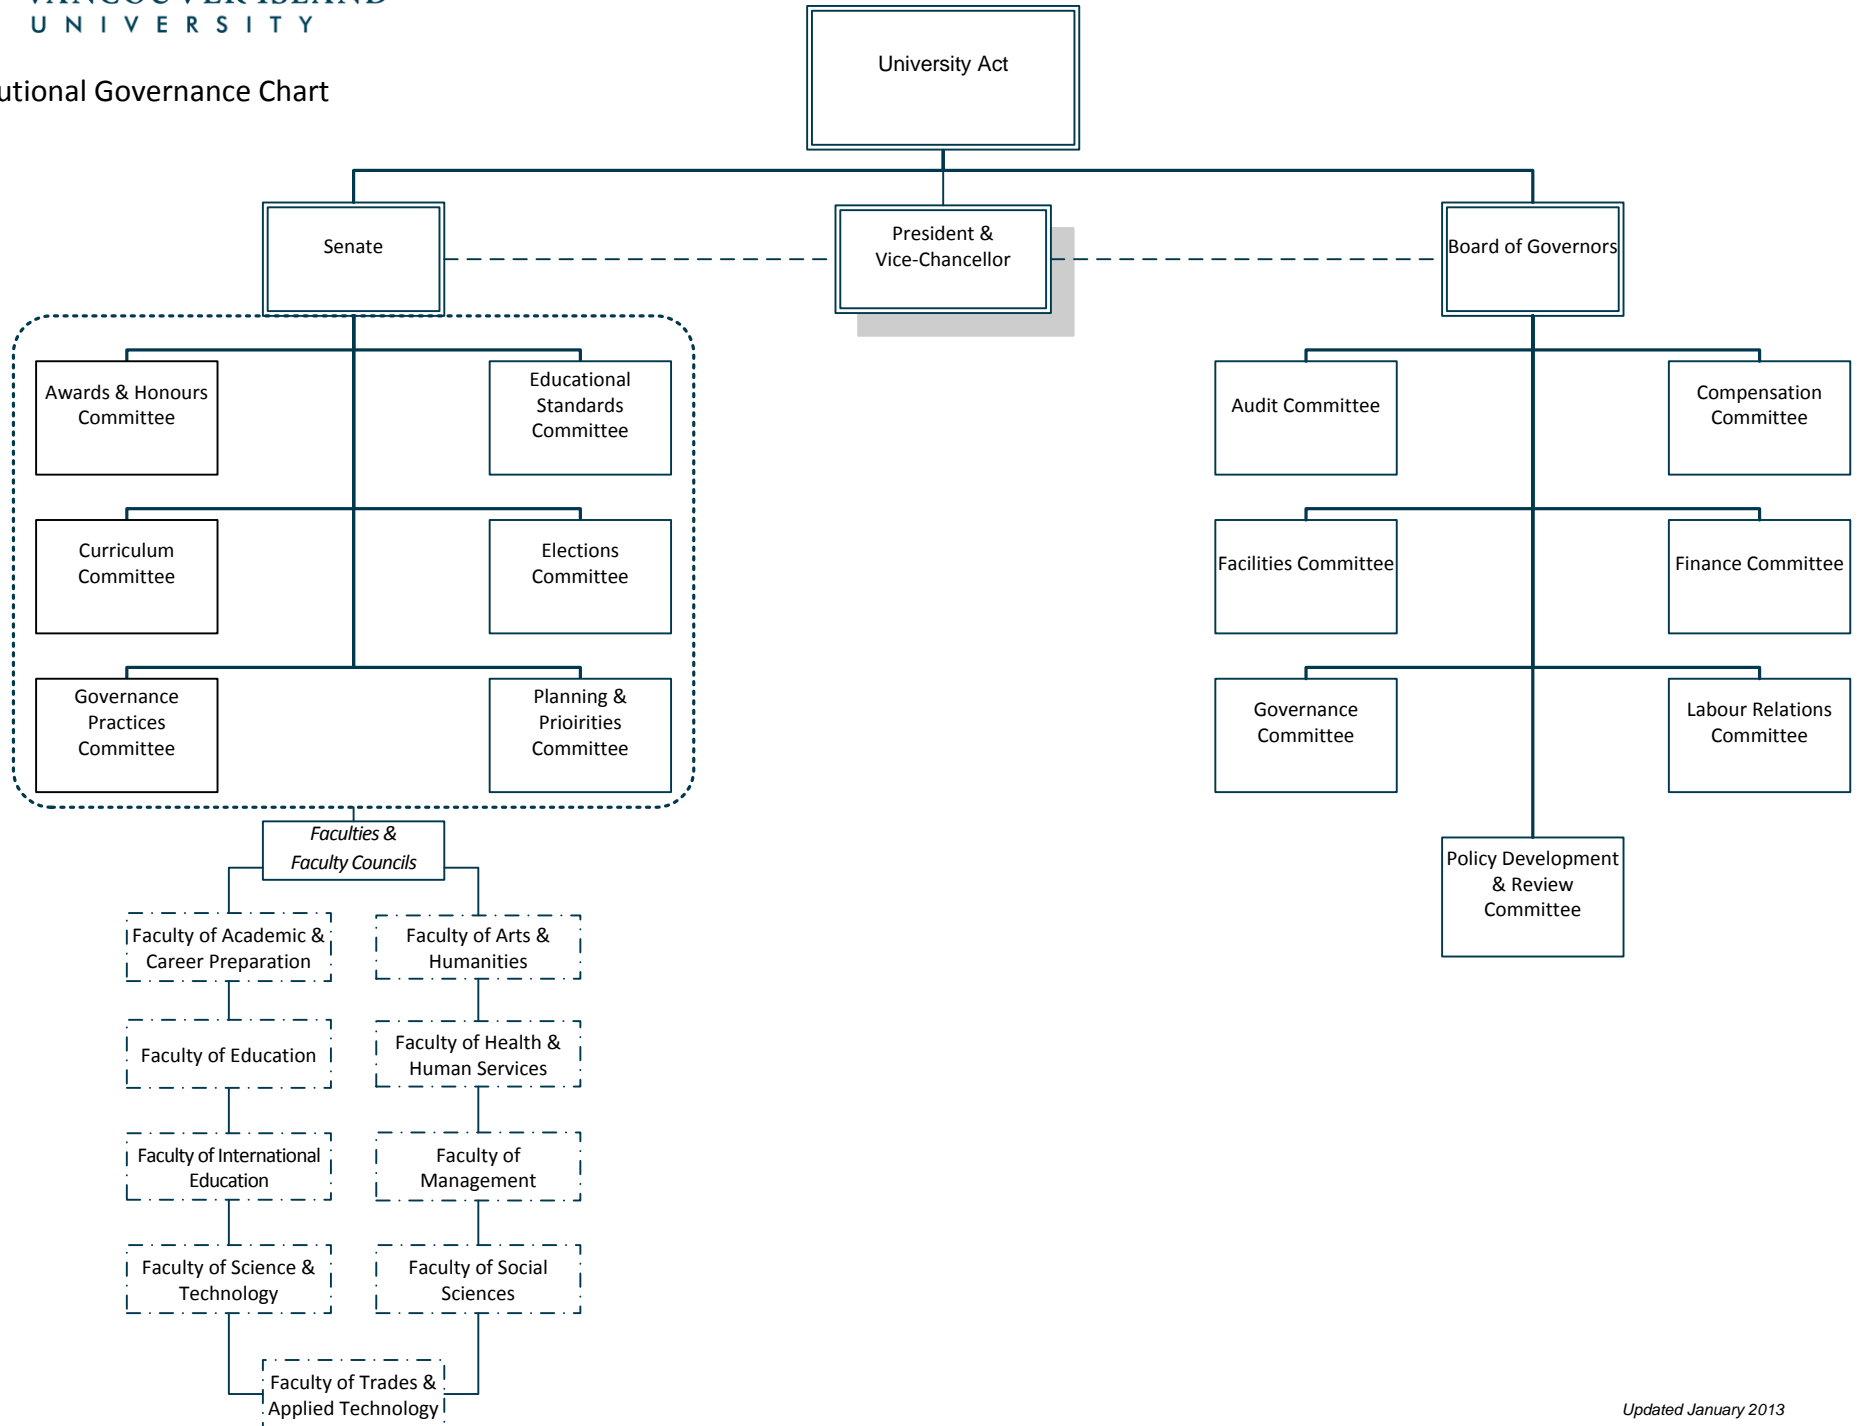 VANCOUVER ISLAND
UNIVERSITY
utional Governance Chart
University Act
Senate
President &
Vice-Chancellor
Board of Governors
Awards & Honours
Committee
Educational
Standards
Committee
Audit Committee
Compensation
Committee
Curriculum
Committee
Elections
Committee
Facilities Committee
Finance Committee
Governance
Practices
Committee
Planning &
Prioirities
Committee
Governance
Committee
Labour Relations
Committee
Faculties &
Faculty Councils
Policy Development
& Review
Committee
Faculty of Academic &
Career Preparation
Faculty of Arts &
Humanities
Faculty of Education
Faculty of Health &
Human Services
Faculty of International
Education
Faculty of
Management
Faculty of Science &
Technology
Faculty of Social
Sciences
Faculty of Trades &
Applied Technology
Updated January 2013